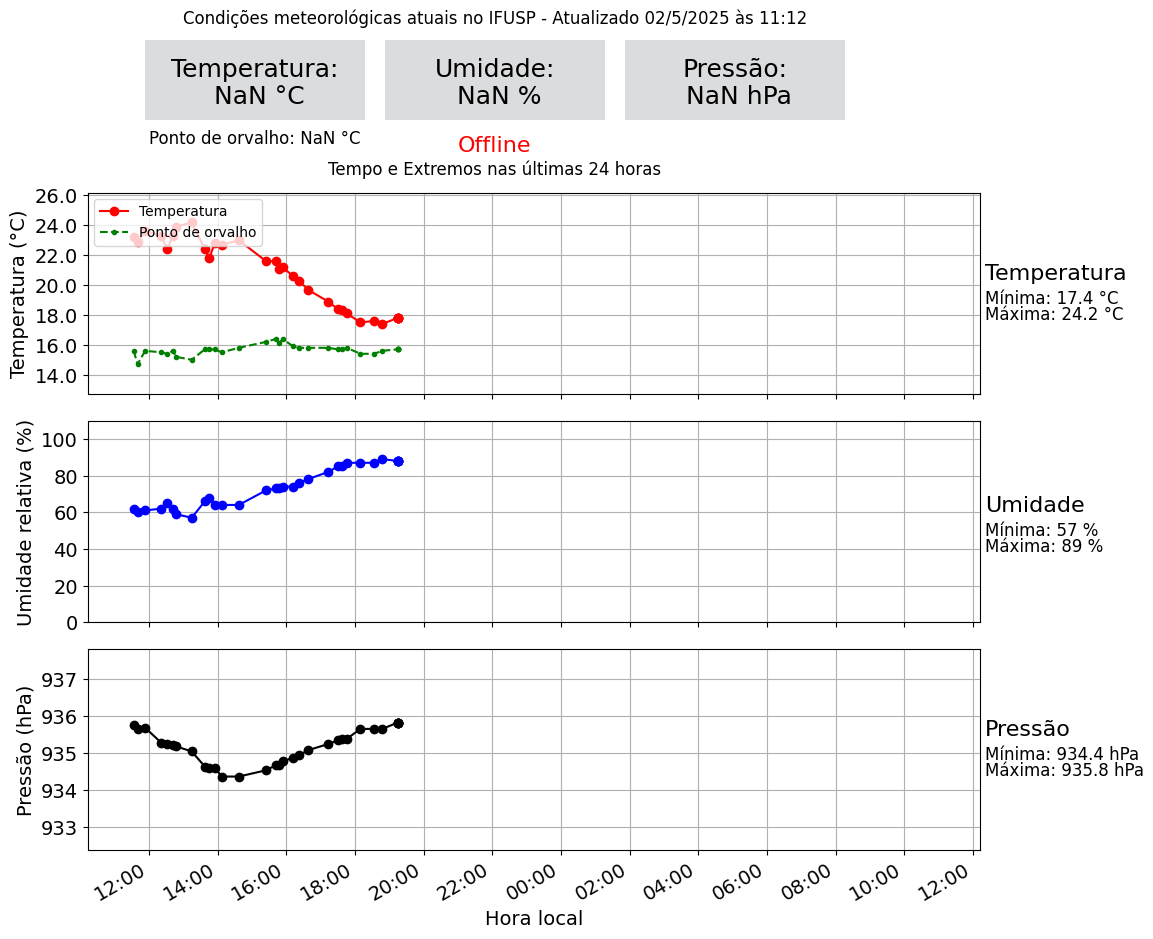 Condições meteorológicas atuais no IFUSP - Atualizado 02/5/2025 às 11:12
Temperatura:
NaN °C
Umidade:
NaN %
Pressão:
NaN hPa
Ponto de orvalho: NaN °C
Offline
Tempo e Extremos nas últimas 24 horas
Temperatura (°C)
26.0
24.0
22.0
20.0
18.0
16.0
14.0
Temperatura
Ponto de orvalho
Temperatura
Mínima: 17.4 °C
Máxima: 24.2 °C
Umidade relativa (%)
100
80
60
40
20
0
Umidade
Mínima: 57 %
Máxima: 89 %
Pressão (hPa)
937
936
935
934
933
Pressão
Mínima: 934.4 hPa
Máxima: 935.8 hPa
12:00
14:00
16:00
18:00
20:00
22:00
00:00
02:00
04:00
06:00
08:00
10:00
12:00
Hora local